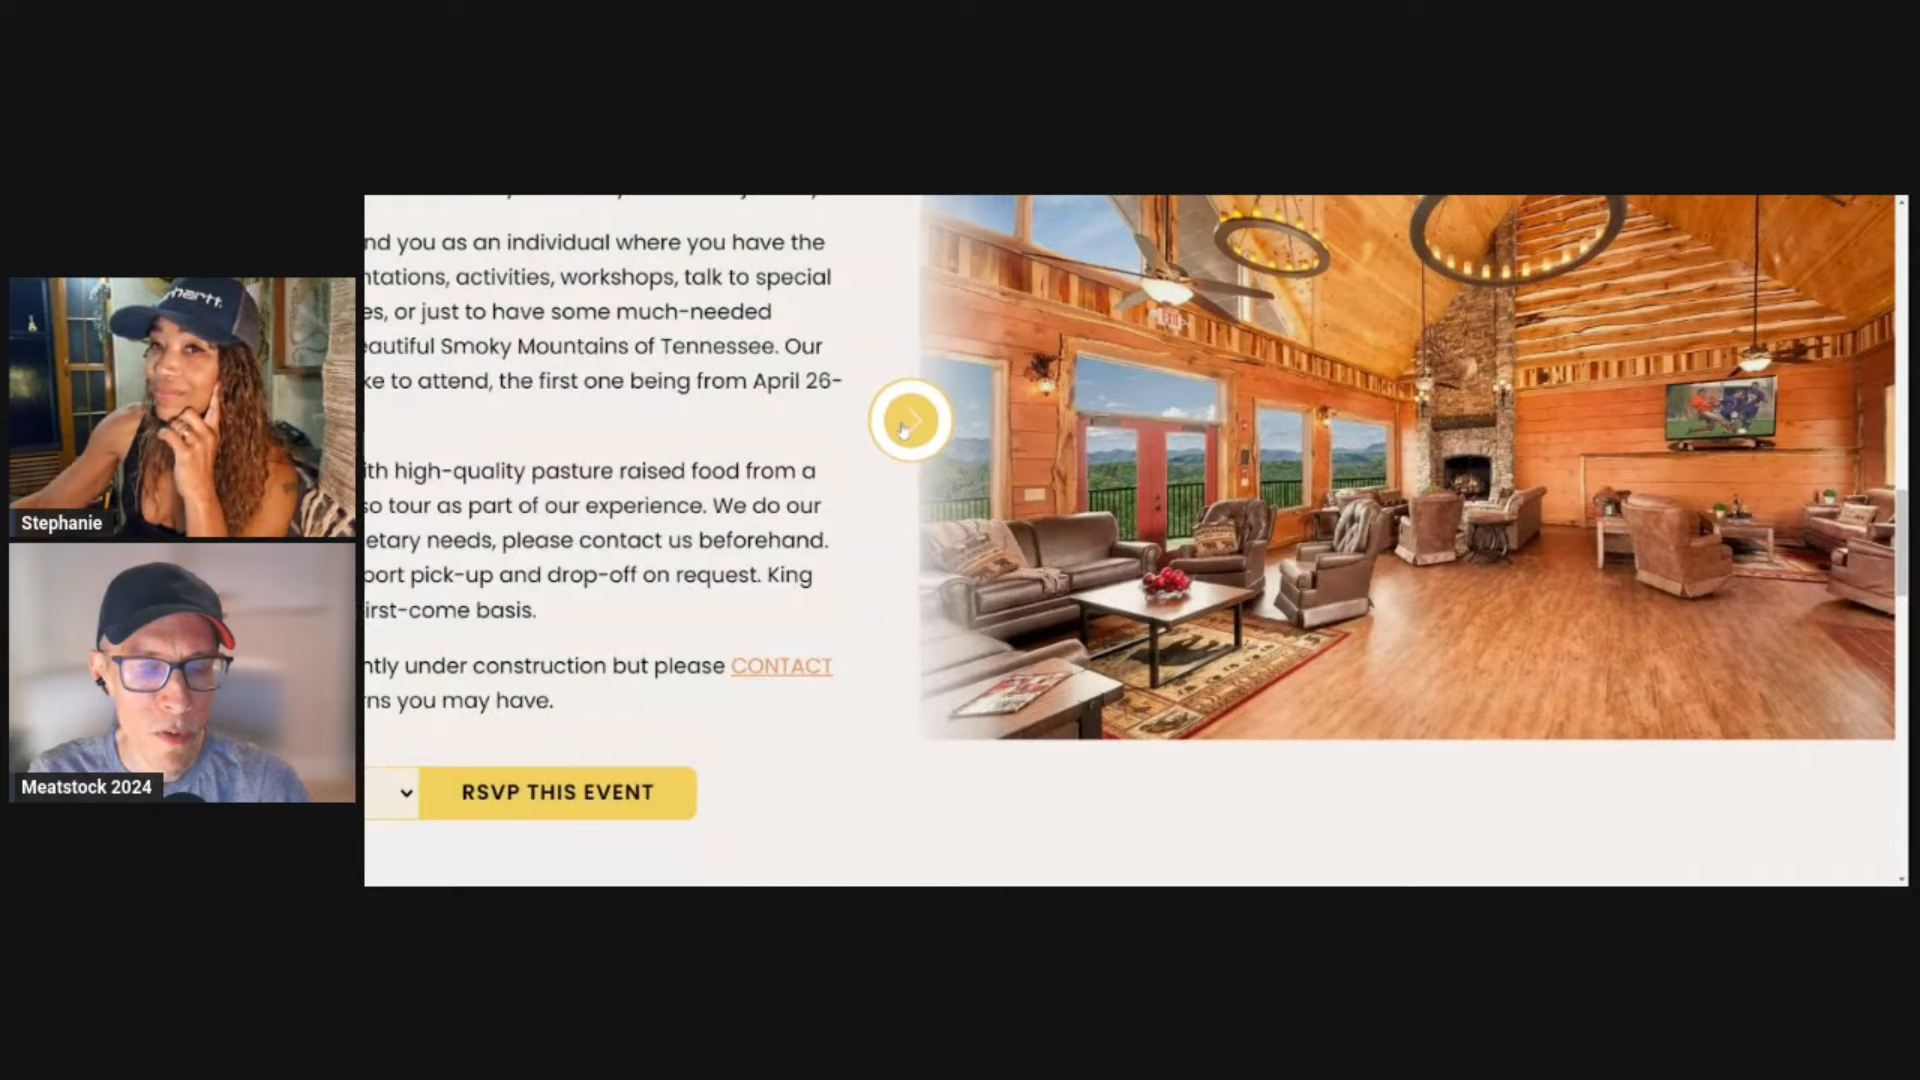 nd you as an individual where you have the
ntations, activities, workshops, talk to special
es, or just to have some much-needed
eautiful Smoky Mountains of Tennessee. Our
ke to attend, the first one being from April 26-
ith high-quality pasture raised food from a
so tour as part of our experience. We do our
etary needs, please contact us beforehand.
port pick-up and drop-off on request. King
irst-come basis.
ntly under construction but please CONTACT
rns you may have.
RSVP THIS EVENT
EXIT
hartt
Stephanie
Meatstock 2024